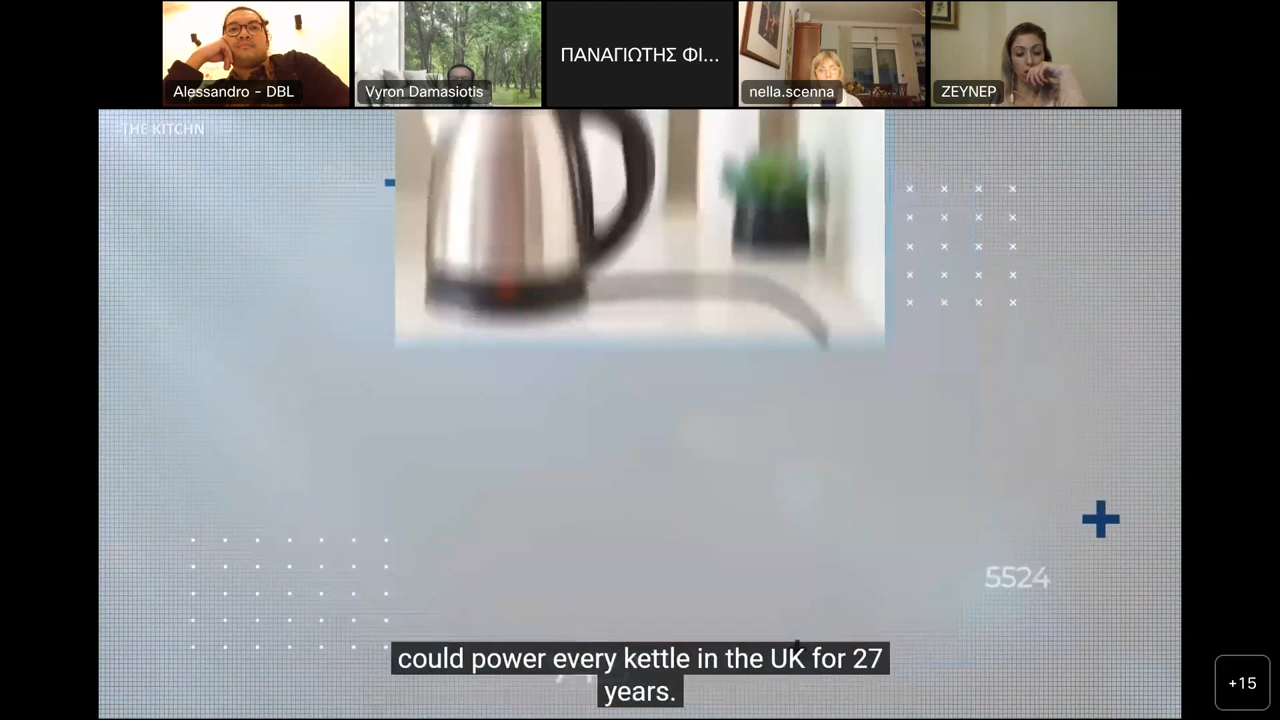 Alessandro - DBL
Vyron Damasiotis
ΠΑΝΑΓΙΩΤΗΣ ΦΙ...
nella.scenna
ZEYNEP
THE KITCHN
5524
could power every kettle in the UK for 27
years.
+15